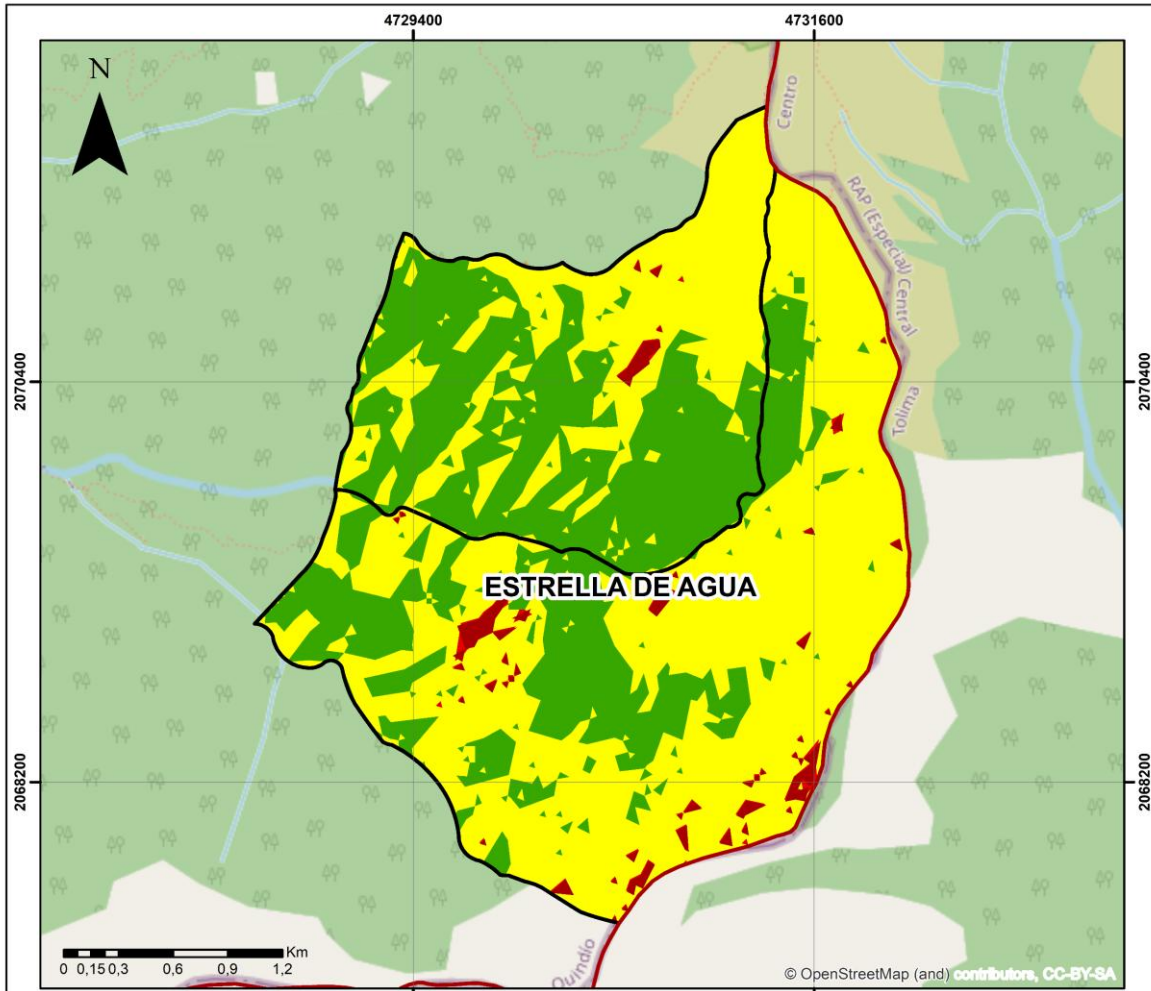 4729400
4731600
N
Centro
RAP (Especial) Central
2070400
2070400
Tolima
ESTRELLA DE AGUA
2068200
2068200
Km
0 0,15 0,3 0,6 0,9 1,2
Quindío
© OpenStreetMap (and) contributors, CC-BY-SA